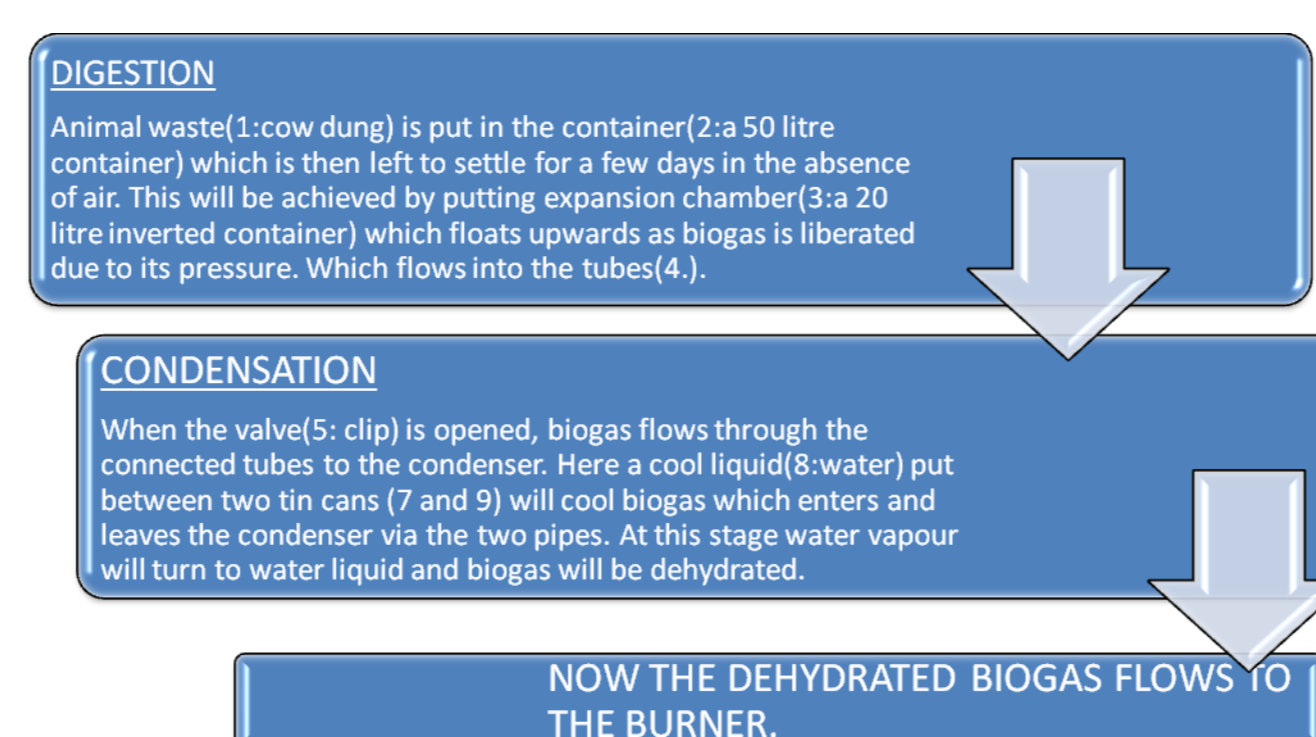 DIGESTION
Animal waste(1:cow dung) is put in the container(2:a 50 litre
container) which is then left to settle for a few days in the absence
of air. This will be achieved by putting expansion chamber(3:a 20
litre inverted container) which floats upwards as biogas is liberated
due to its pressure. Which flows into the tubes(4.).
CONDENSATION
When the valve(5: clip) is opened, biogas flows through the
connected tubes to the condenser. Here a cool liquid(8:water) put
between two tin cans (7 and 9) will cool biogas which enters and
leaves the condenser via the two pipes. At this stage water vapour
will turn to water liquid and biogas will be dehydrated.
NOW THE DEHYDRATED BIOGAS FLOWS TO
THE BURNER.